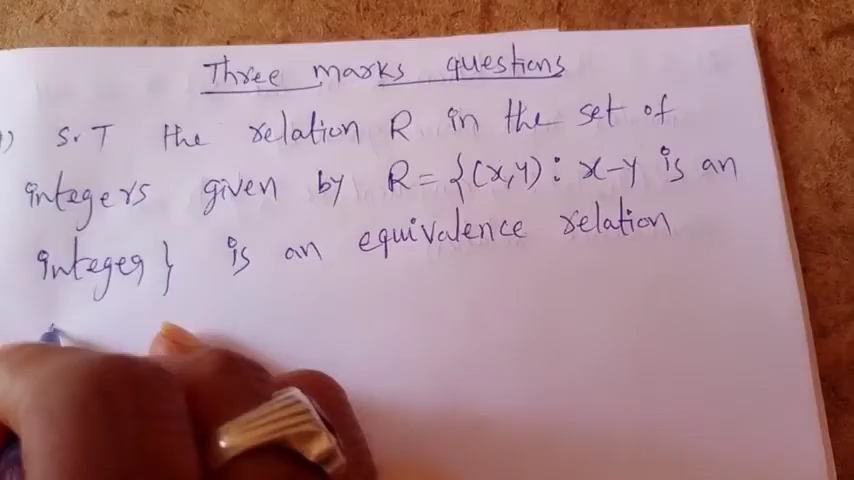 Three marks questions
1) S.T the relation R in the set of
integers given by R = {(x,y) : x-y is an
integer} is an equivalence relation